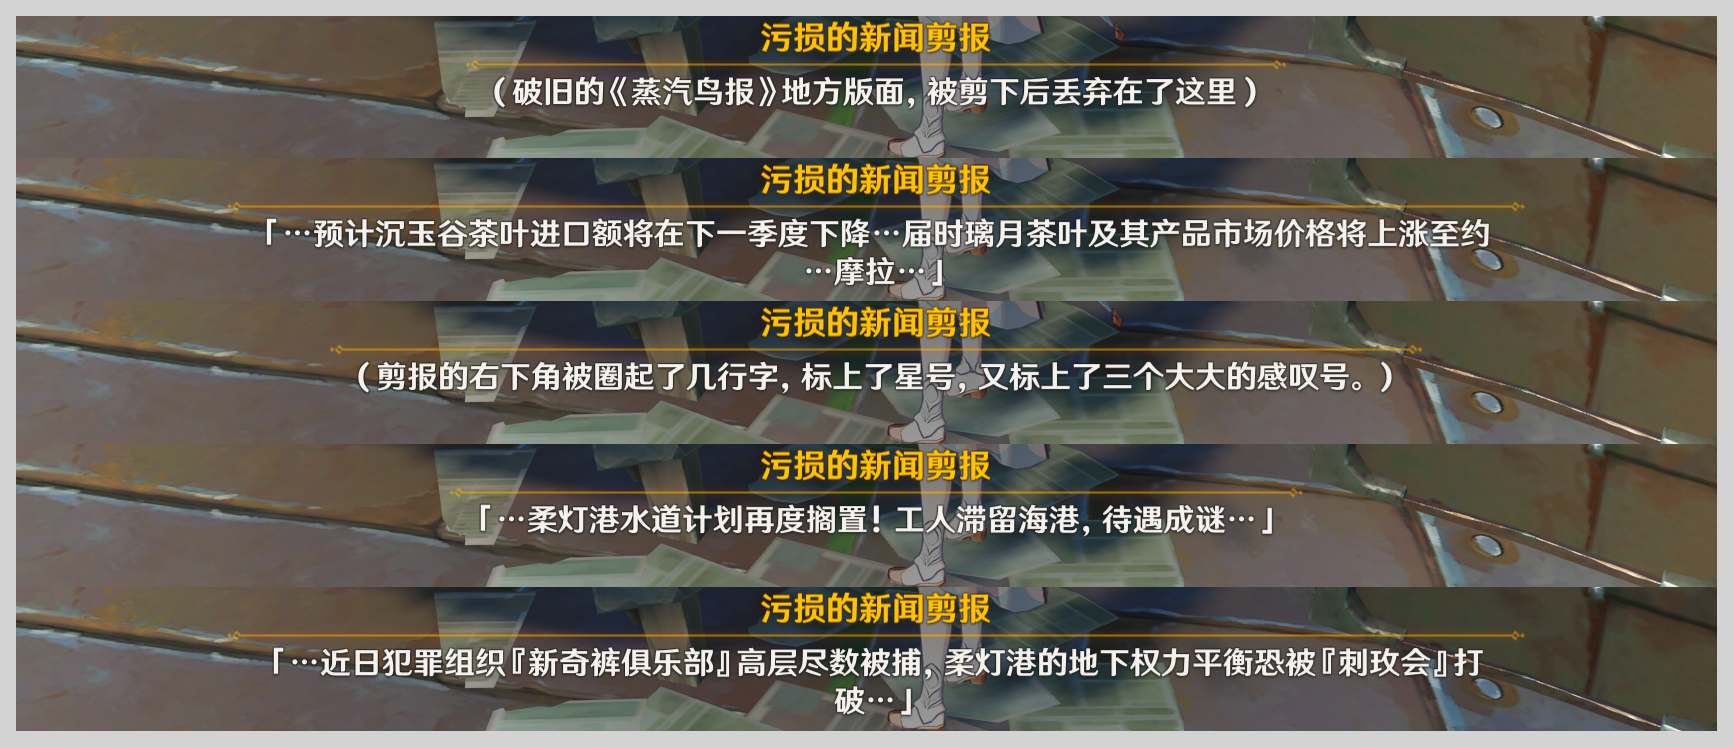 污损的新闻剪报
（破旧的《蒸汽鸟报》地方版面，被剪下后丢弃在了这里）
污损的新闻剪报
「…预计沉玉谷茶叶进口额将在下一季度下降…届时璃月茶叶及其产品市场价格将上涨至约
…摩拉…」
污损的新闻剪报
（剪报的右下角被圈起了几行字，标上了星号，又标上了三个大大的感叹号。）
污损的新闻剪报
「…柔灯港水道计划再度搁置！工人滞留海港，待遇成谜…」
污损的新闻剪报
「…近日犯罪组织『新奇裤俱乐部』高层尽数被捕，柔灯港的地下权力平衡恐被『刺玫会』打
破…」